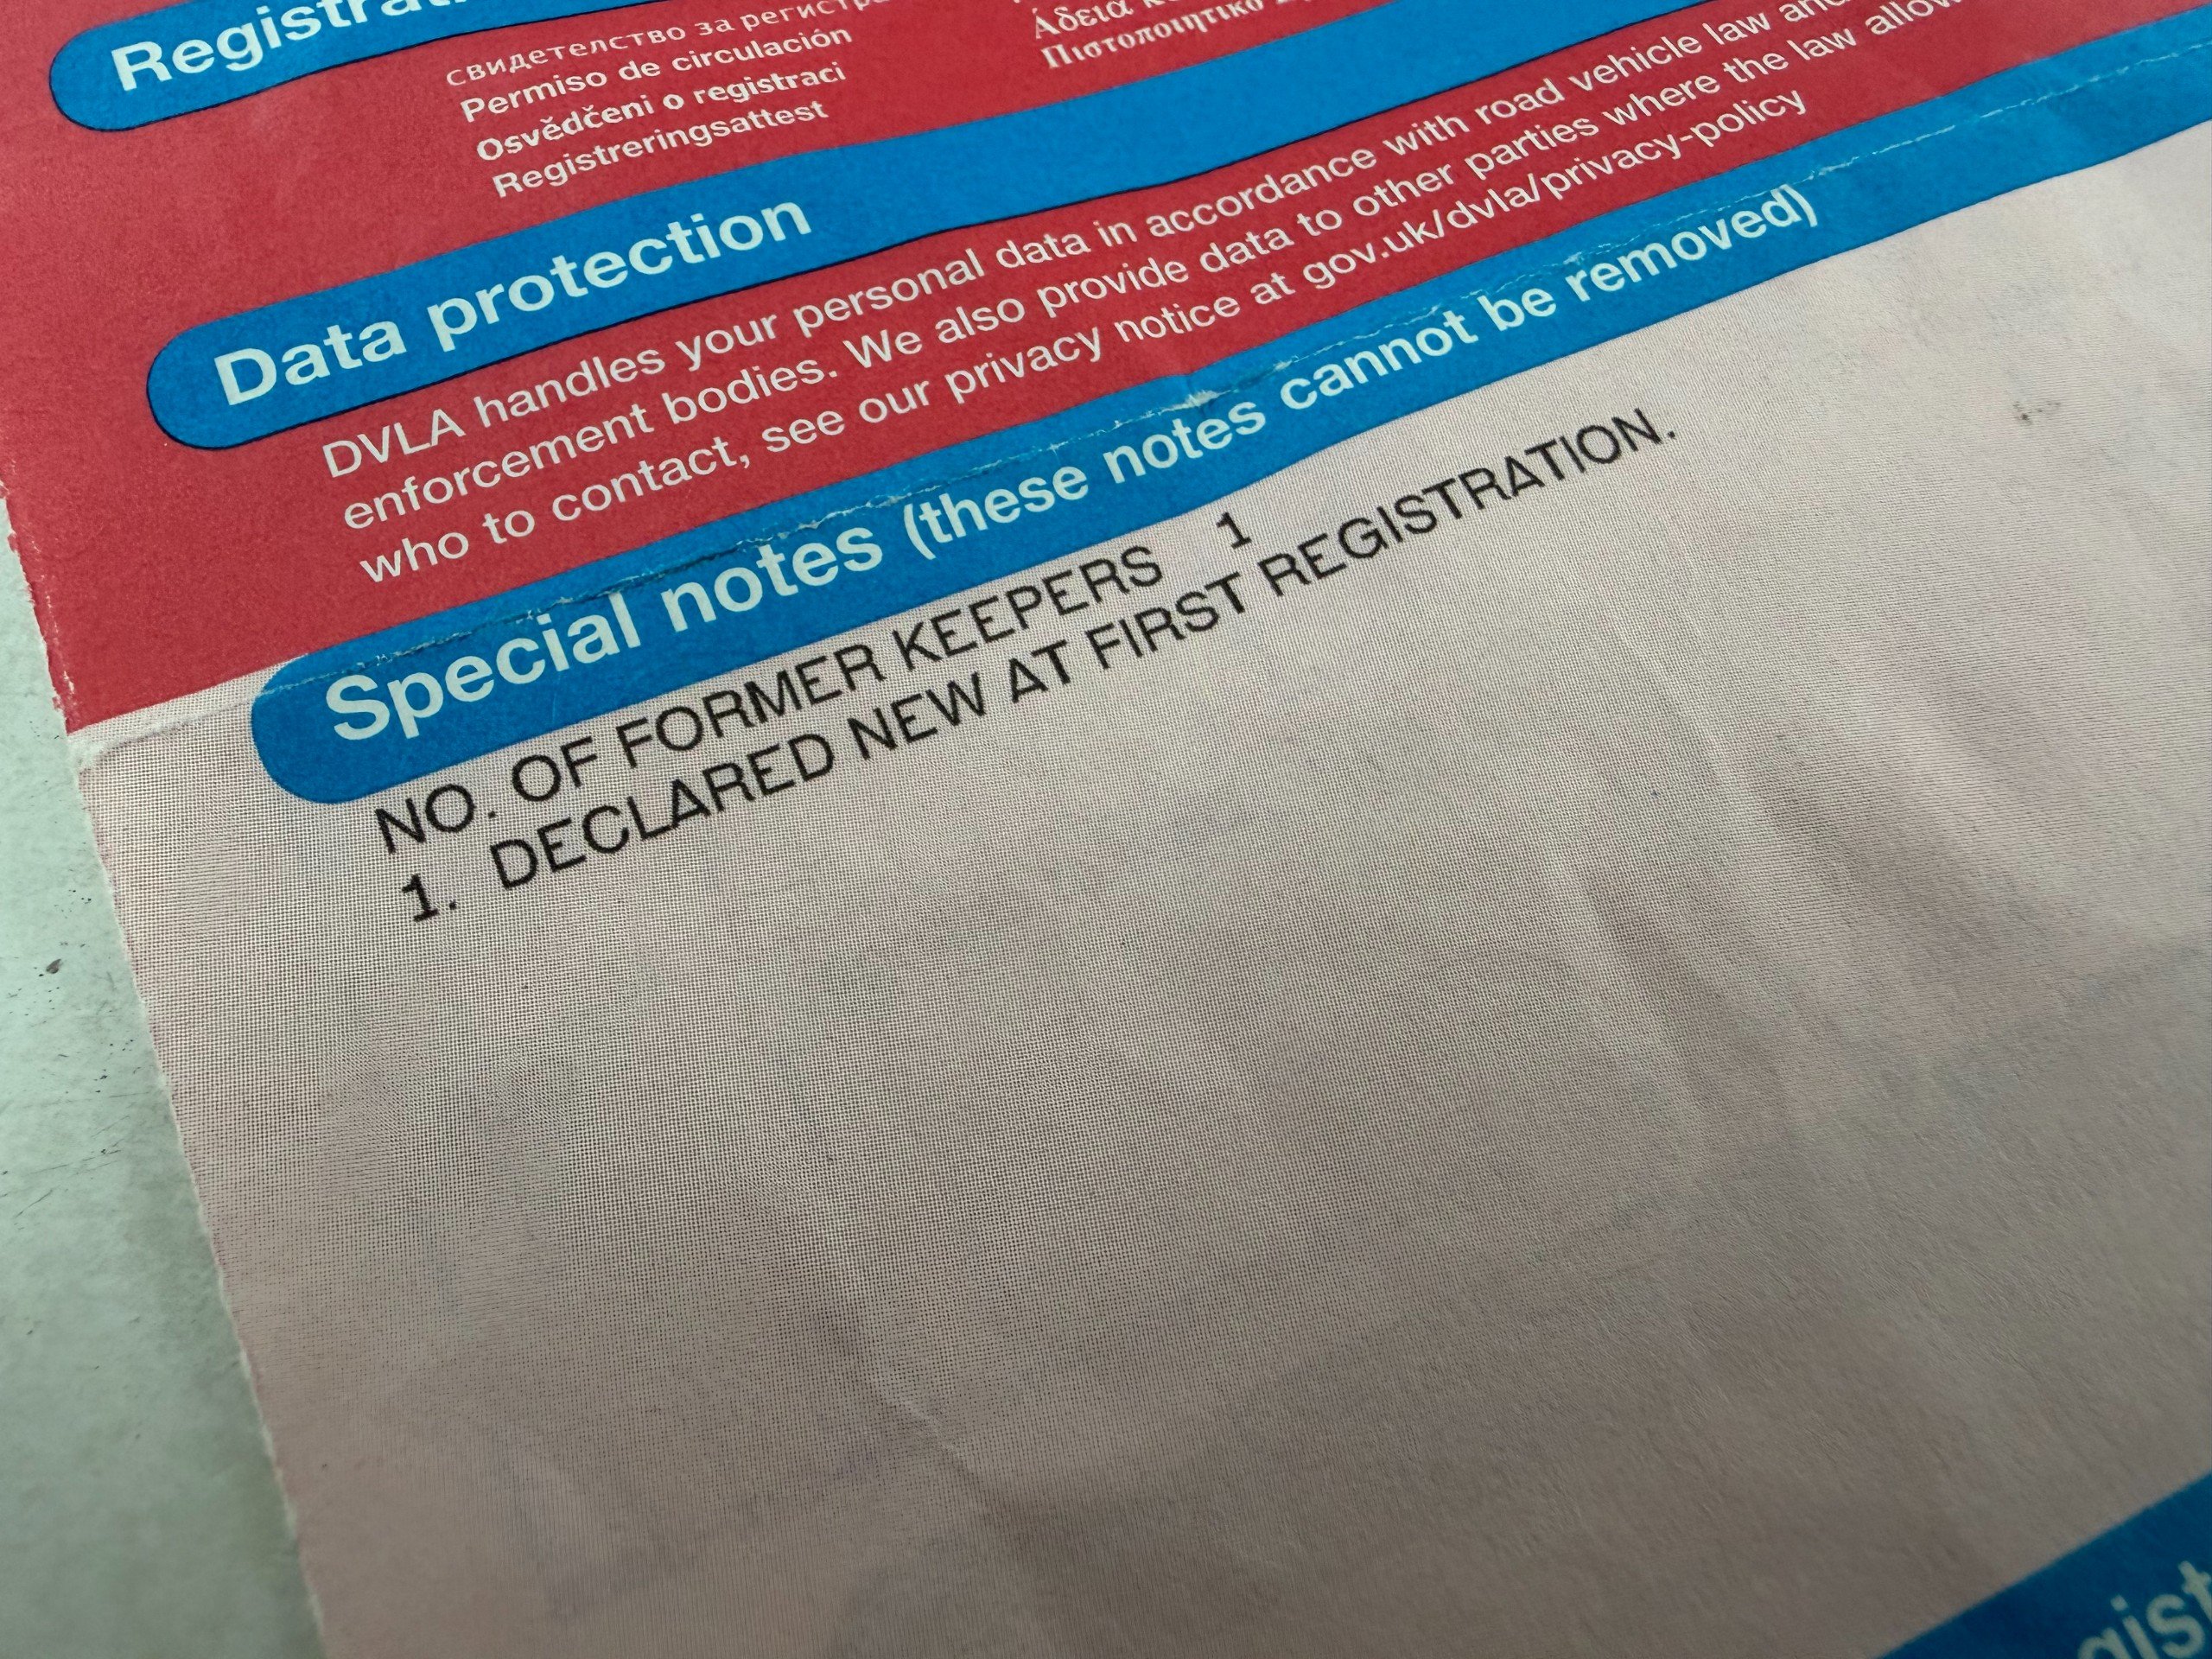 Registrat
свидетелство за регистра
Permiso de circulación
Osvědčeni o registraci
Registreringsattest
Άδεια κ
Πιστοποιητικό
Data protection
DVLA handles your personal data in accordance with road vehicle law and
enforcement bodies. We also provide data to other parties where the law allow
who to contact, see our privacy notice at gov.uk/dvla/privacy-policy
Special notes (these notes cannot be removed)
NO. OF FORMER KEEPERS 1
1. DECLARED NEW AT FIRST REGISTRATION.
gist